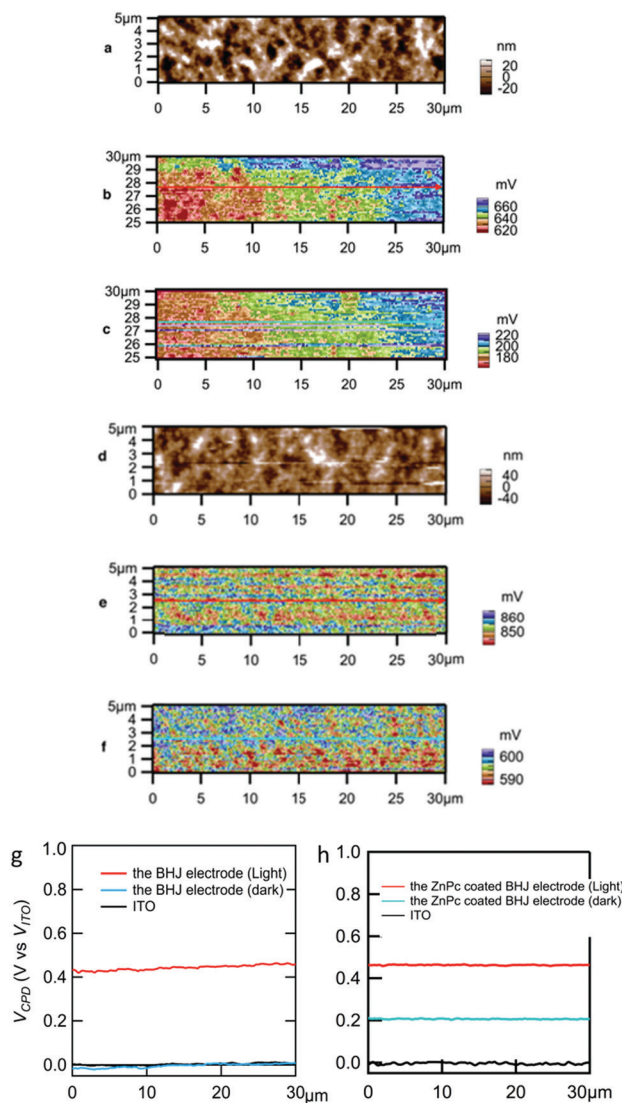 5μm
4
3
2
1
0
a
0 5 10 15 20 25 30μm
nm
20
0
-20
30μm
29
28
27
26
25
b
0 5 10 15 20 25 30μm
mV
660
640
620
30μm
29
28
27
26
25
c
0 5 10 15 20 25 30μm
mV
220
200
180
5μm
4
3
2
1
0
d
0 5 10 15 20 25 30μm
nm
40
0
-40
5μm
4
3
2
1
0
e
0 5 10 15 20 25 30μm
mV
860
850
5μm
4
3
2
1
0
f
0 5 10 15 20 25 30μm
mV
600
590
g
V_CPD (V vs V_ITO)
1.0
0.8
0.6
0.4
0.2
0.0
the BHJ electrode (Light)
the BHJ electrode (dark)
ITO
0 10 20 30μm
h
1.0
0.8
0.6
0.4
0.2
0.0
the ZnPc coated BHJ electrode (Light)
the ZnPc coated BHJ electrode (dark)
ITO
0 10 20 30μm